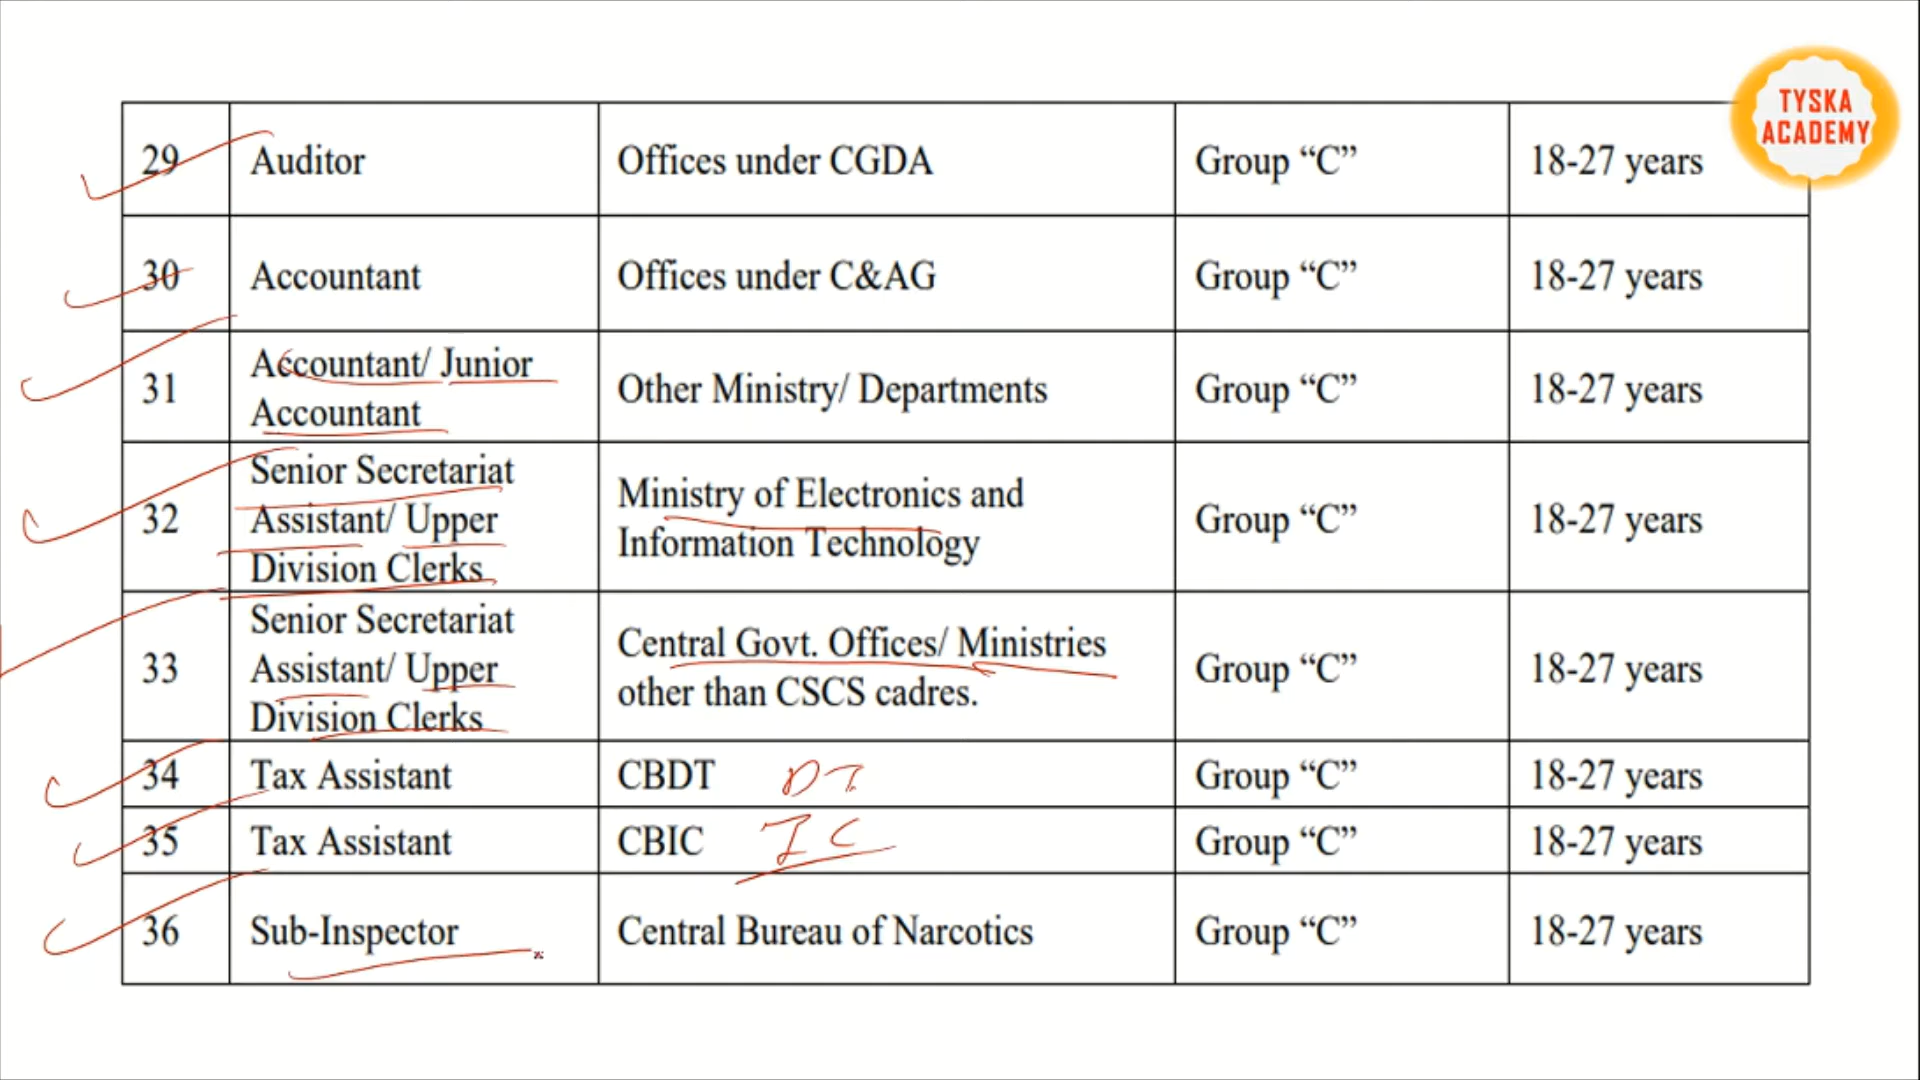 TYSKA
ACADEMY
29 Auditor Offices under CGDA Group “C” 18-27 years
30 Accountant Offices under C&AG Group “C” 18-27 years
31 Accountant/ Junior Accountant Other Ministry/ Departments Group “C” 18-27 years
32 Senior Secretariat Assistant/ Upper Division Clerks Ministry of Electronics and Information Technology Group “C” 18-27 years
33 Senior Secretariat Assistant/ Upper Division Clerks Central Govt. Offices/ Ministries other than CSCS cadres. Group “C” 18-27 years
34 Tax Assistant CBDT DT Group “C” 18-27 years
35 Tax Assistant CBIC IC Group “C” 18-27 years
36 Sub-Inspector Central Bureau of Narcotics Group “C” 18-27 years